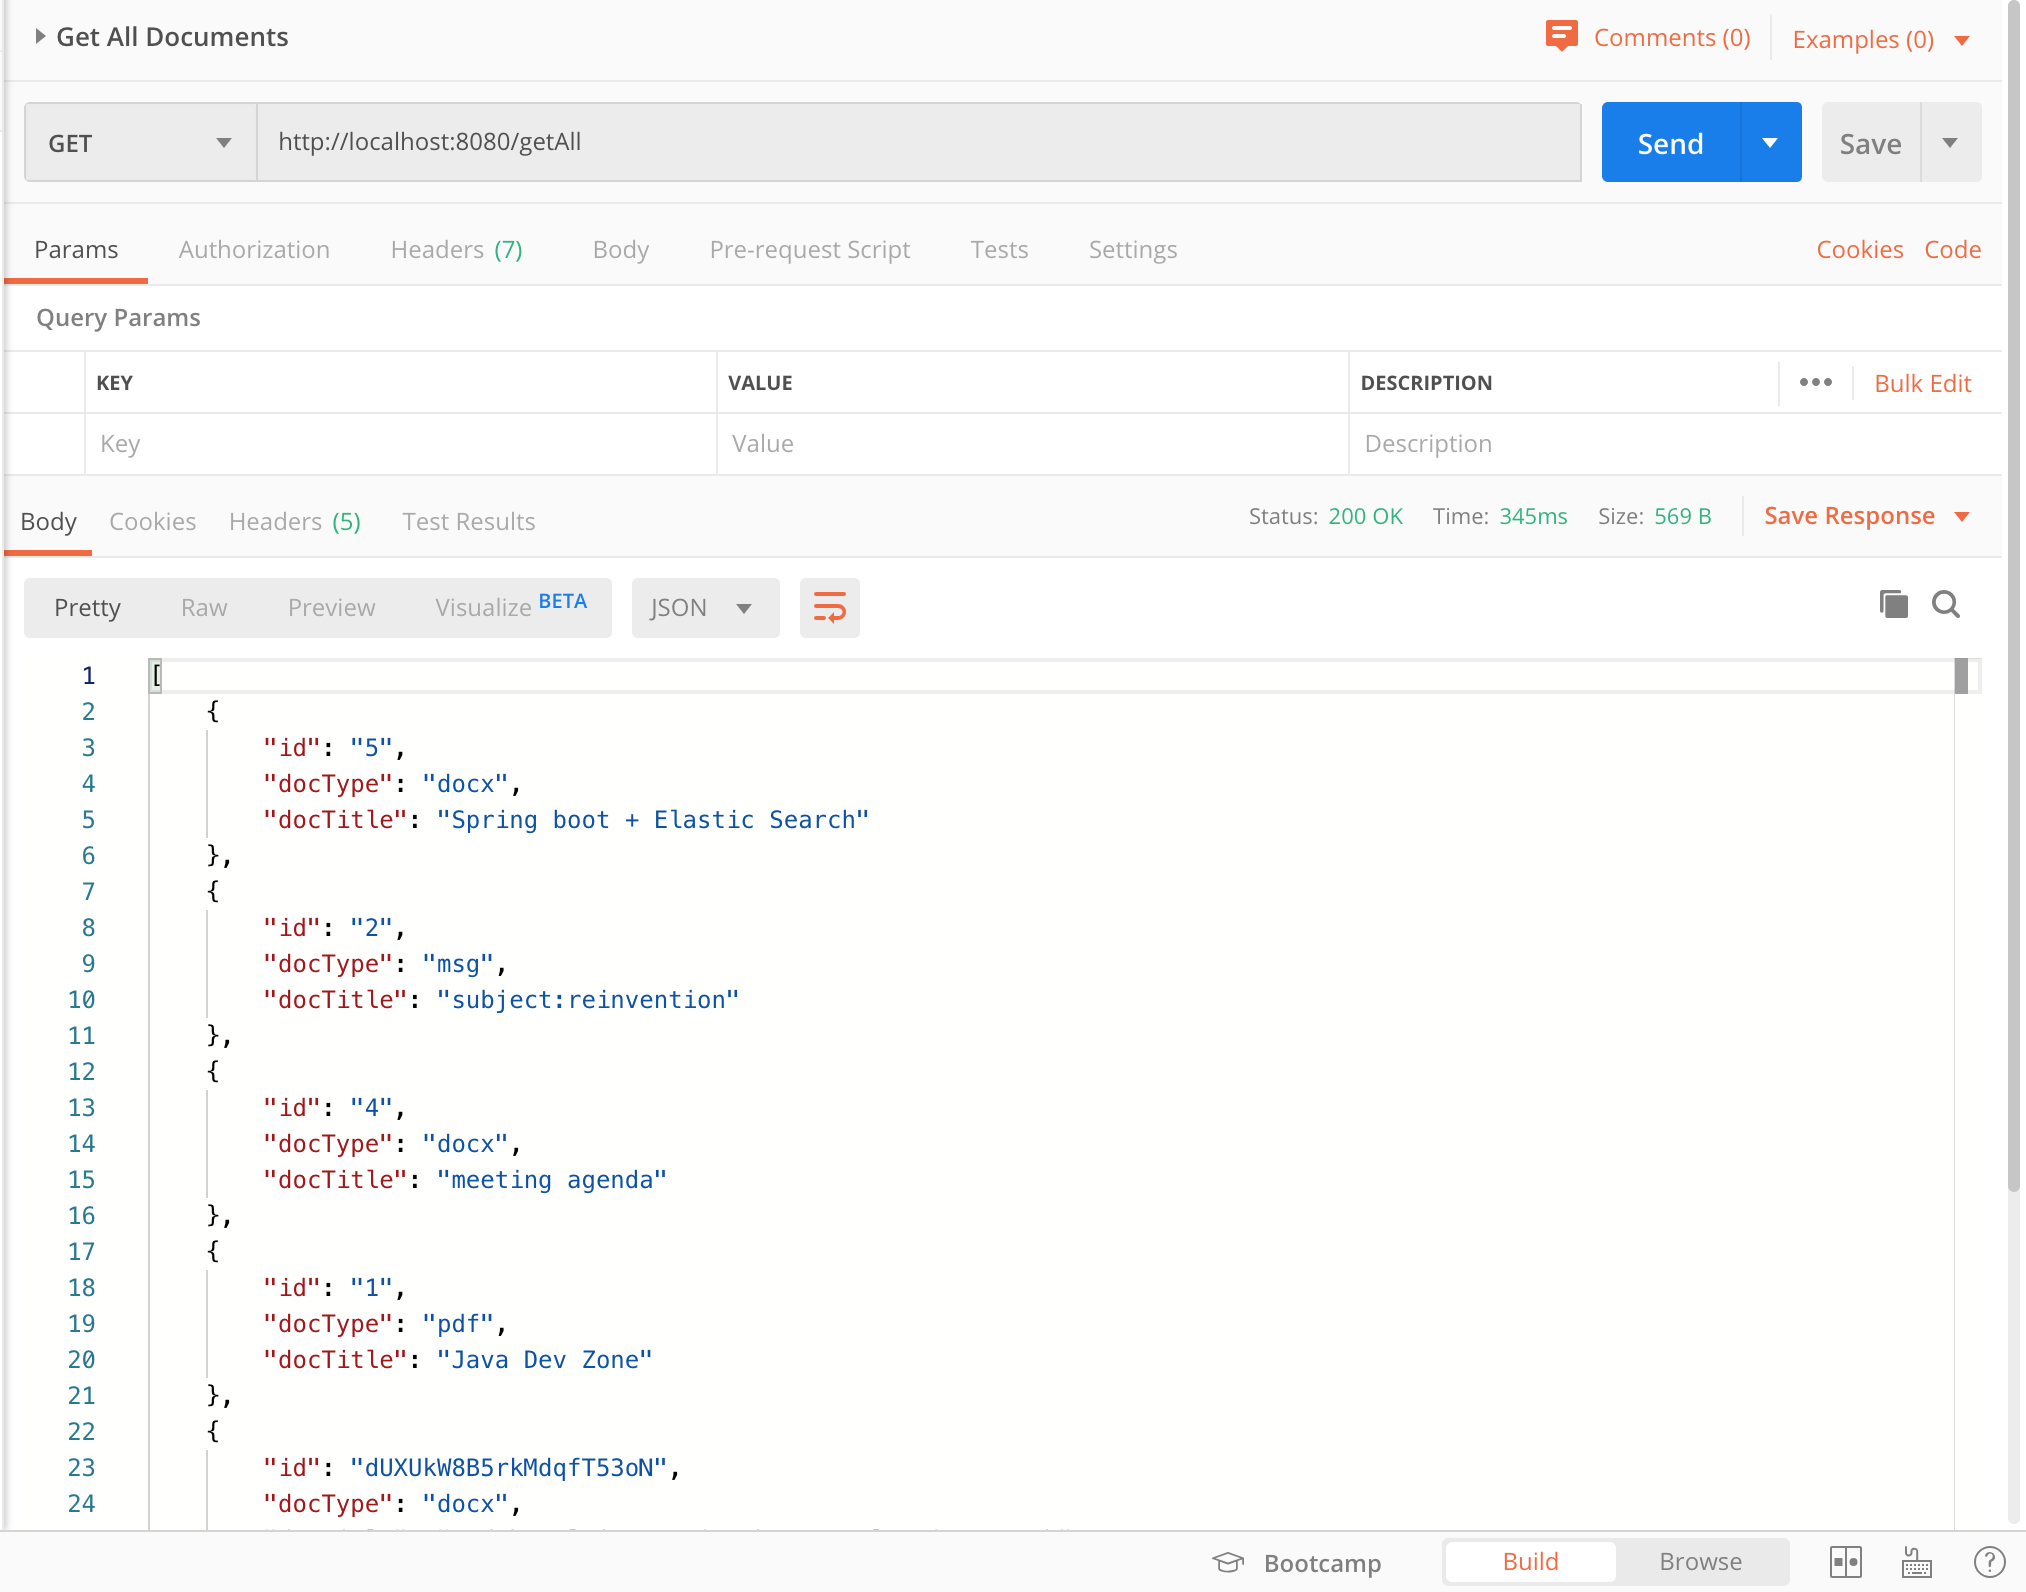 Get All Documents
Comments (0)
Examples (0)
GET
http://localhost:8080/getAll
Send
Save
Params Authorization Headers (7) Body Pre-request Script Tests Settings Cookies Code
Query Params
KEY VALUE DESCRIPTION ••• Bulk Edit
Key Value Description
Body Cookies Headers (5) Test Results Status: 200 OK Time: 345ms Size: 569 B Save Response
Pretty Raw Preview Visualize BETA JSON
1 [
2 {
3 "id": "5",
4 "docType": "docx",
5 "docTitle": "Spring boot + Elastic Search"
6 },
7 {
8 "id": "2",
9 "docType": "msg",
10 "docTitle": "subject:reinvention"
11 },
12 {
13 "id": "4",
14 "docType": "docx",
15 "docTitle": "meeting agenda"
16 },
17 {
18 "id": "1",
19 "docType": "pdf",
20 "docTitle": "Java Dev Zone"
21 },
22 {
23 "id": "dUXUkW8B5rkMdqfT53oN",
24 "docType": "docx",
Bootcamp Build Browse ?